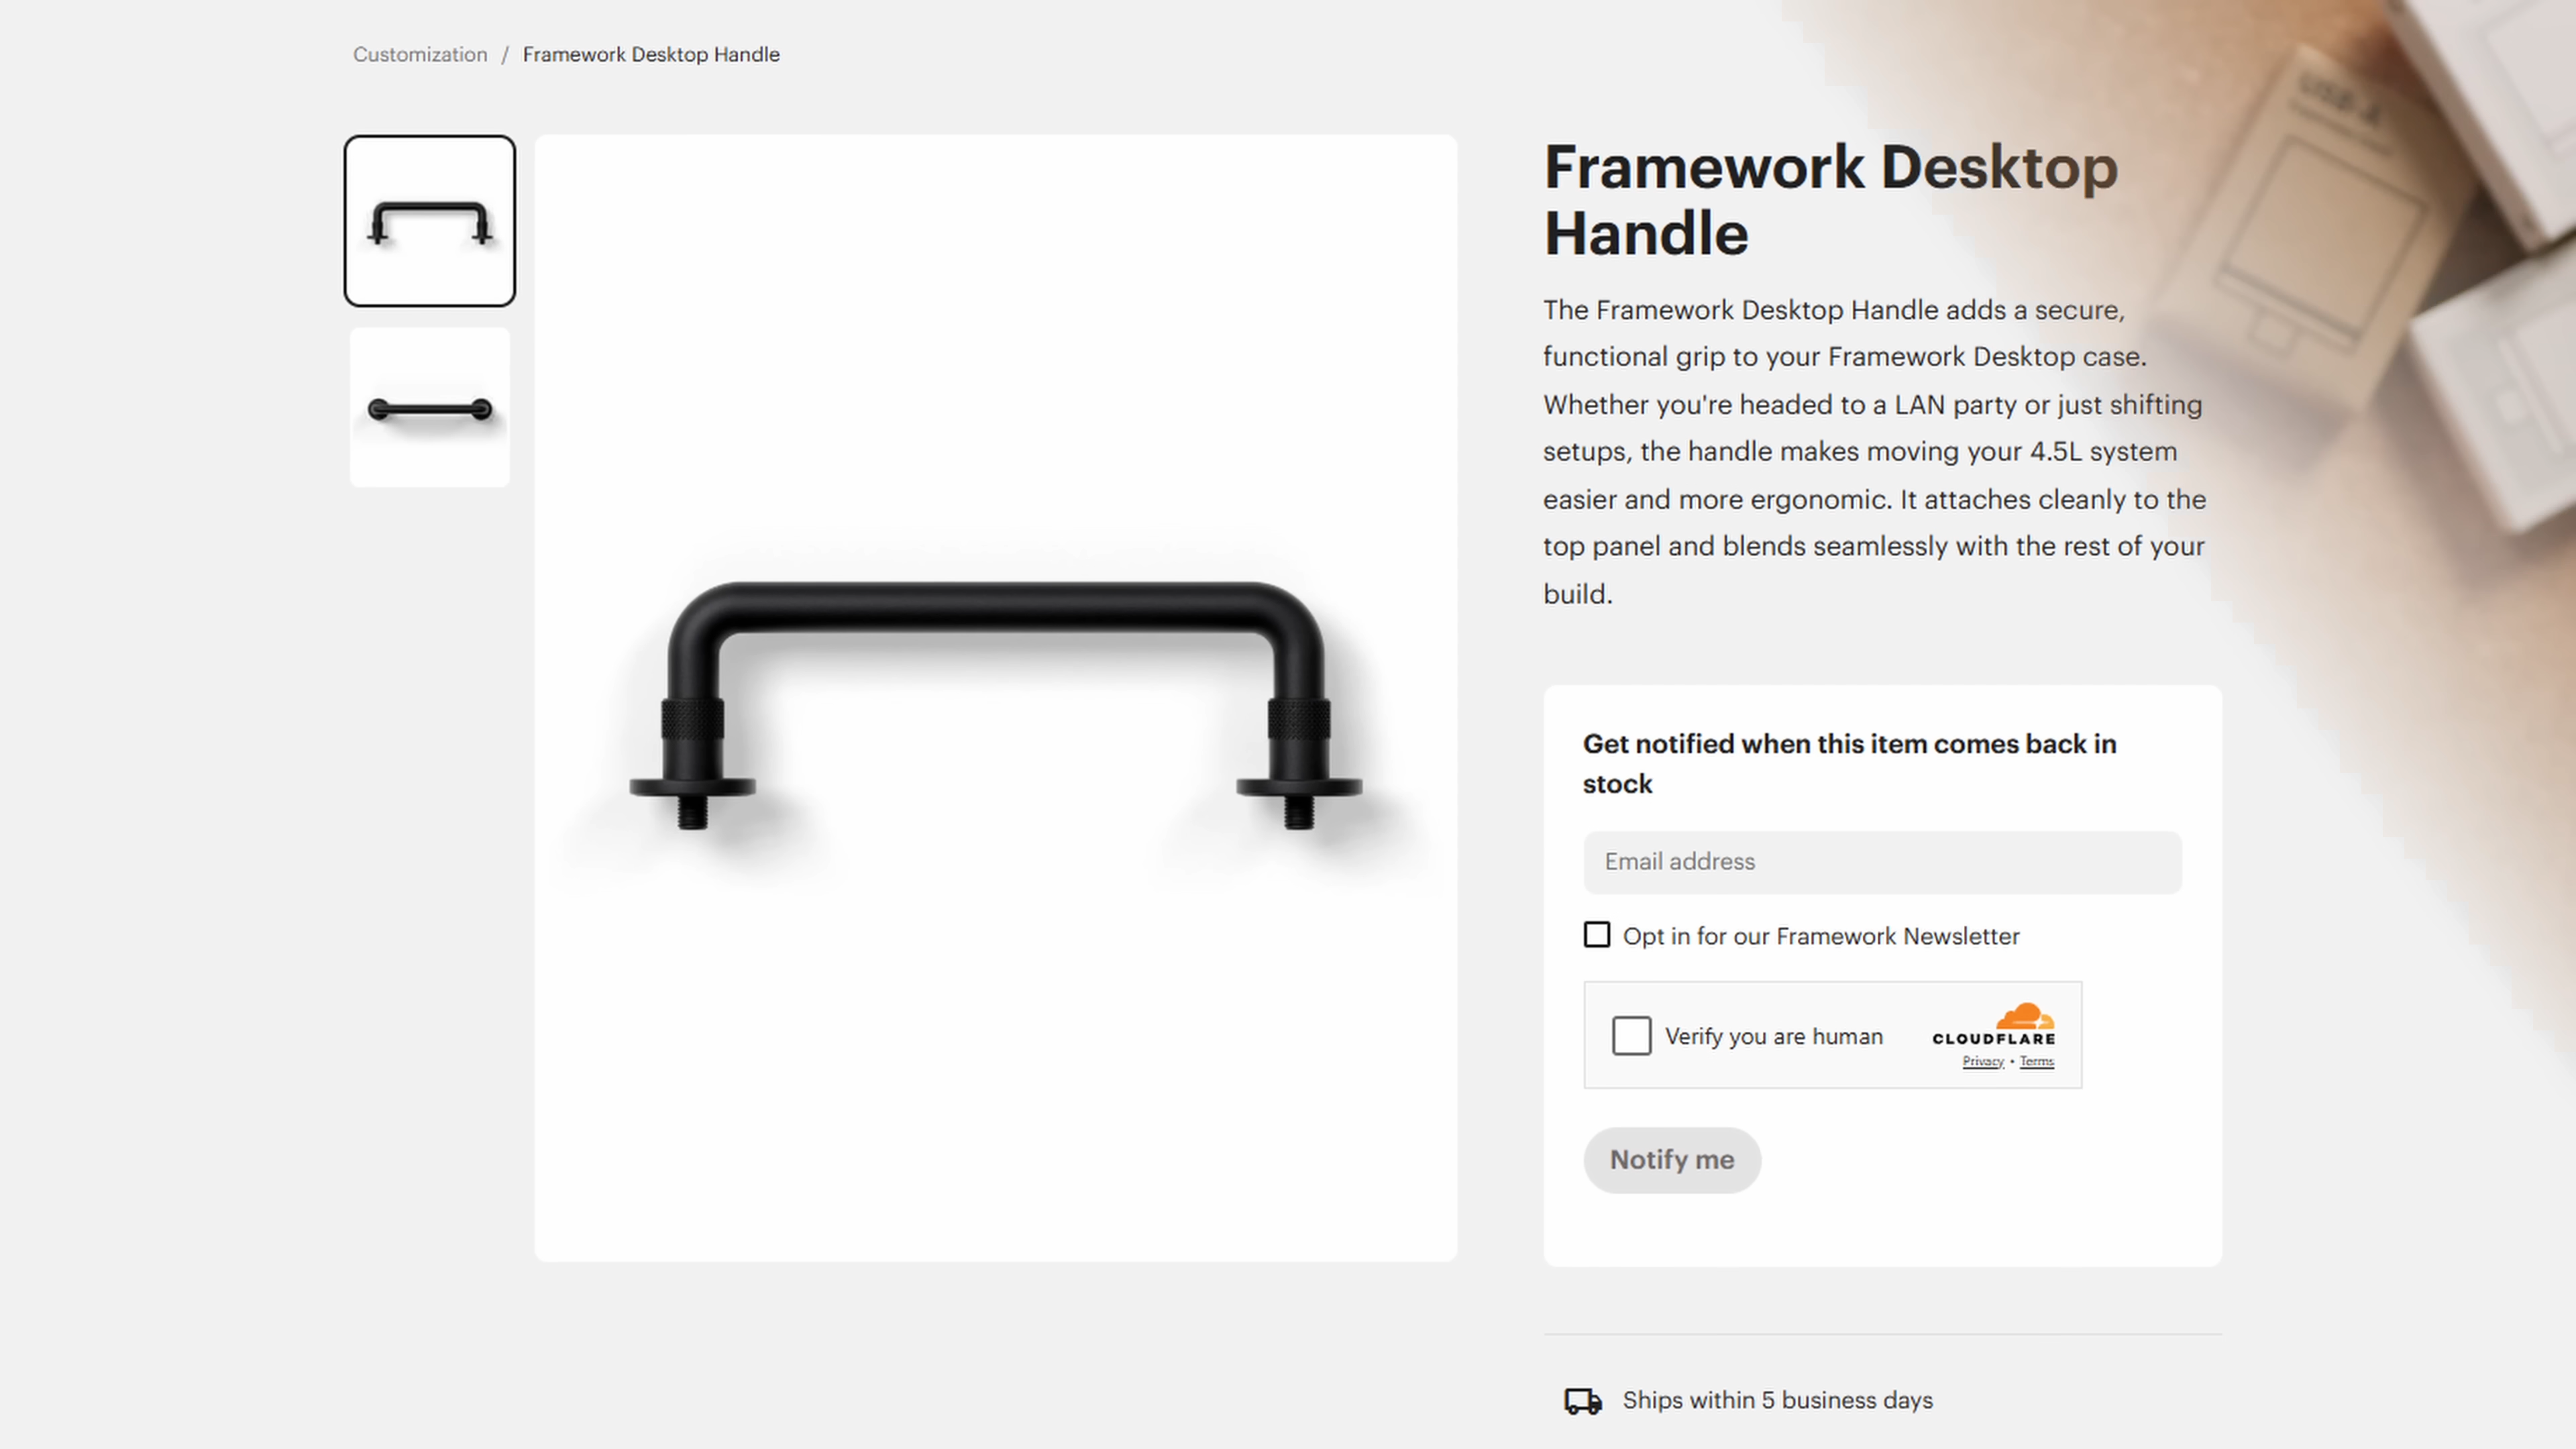 Customization / Framework Desktop Handle
Framework Desktop
Handle
The Framework Desktop Handle adds a secure,
functional grip to your Framework Desktop case.
Whether you're headed to a LAN party or just shifting
setups, the handle makes moving your 4.5L system
easier and more ergonomic. It attaches cleanly to the
top panel and blends seamlessly with the rest of your
build.
Get notified when this item comes back in
stock
Email address
Opt in for our Framework Newsletter
Verify you are human
CLOUDFLARE
Privacy • Terms
Notify me
Ships within 5 business days